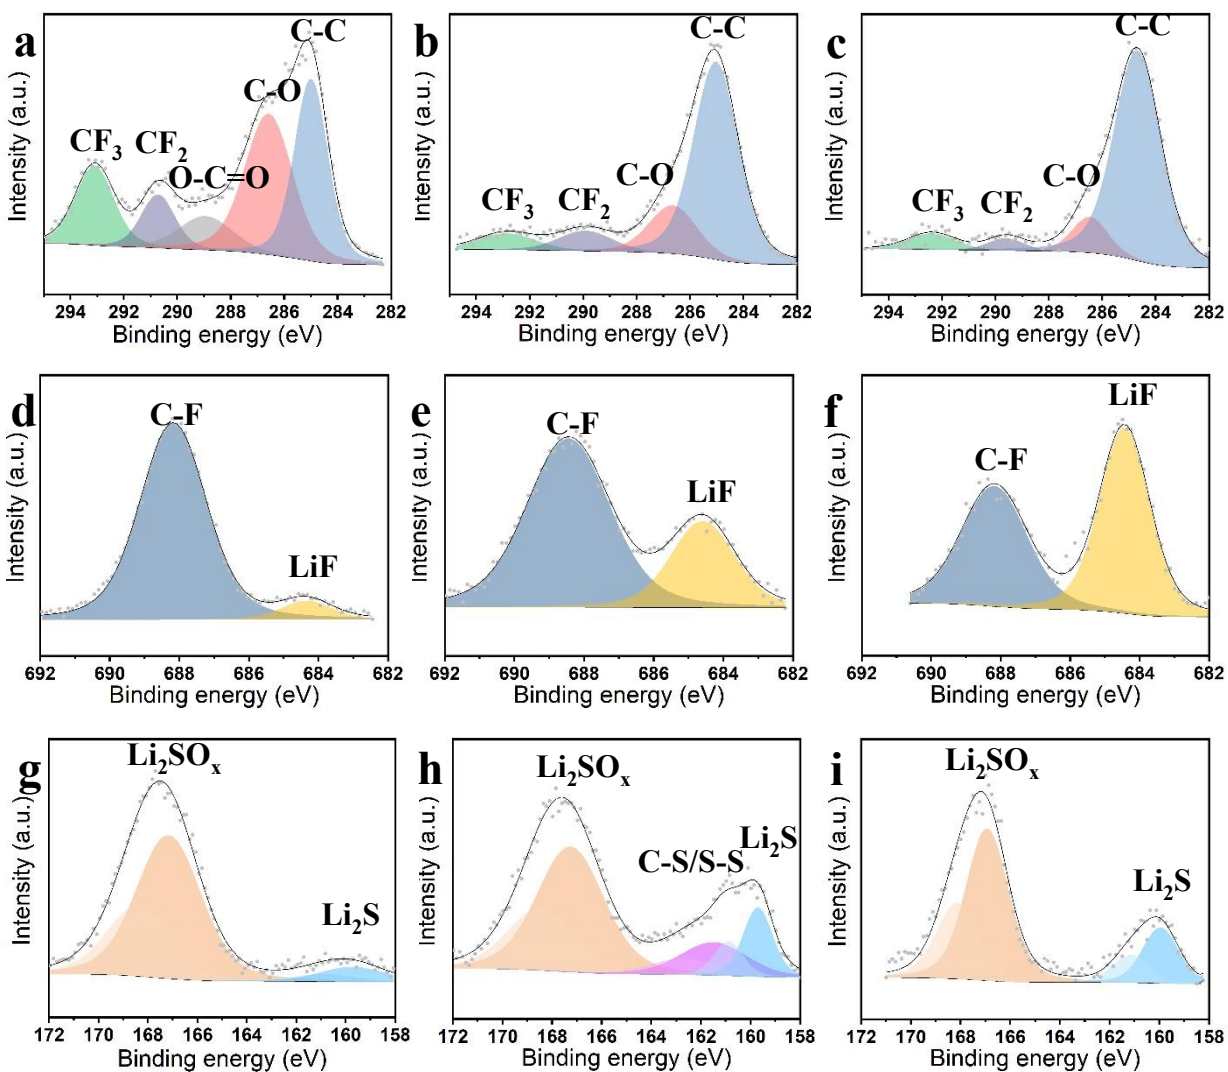 a
C-C
C-O
CF3
CF2
O-C=O
Intensity (a.u.)
294 292 290 288 286 284 282
Binding energy (eV)
b
C-C
C-O
CF3
CF2
Intensity (a.u.)
294 292 290 288 286 284 282
Binding energy (eV)
c
C-C
C-O
CF3
CF2
Intensity (a.u.)
294 292 290 288 286 284 282
Binding energy (eV)
d
C-F
LiF
Intensity (a.u.)
692 690 688 686 684 682
Binding energy (eV)
e
C-F
LiF
Intensity (a.u.)
692 690 688 686 684 682
Binding energy (eV)
f
LiF
C-F
Intensity (a.u.)
692 690 688 686 684 682
Binding energy (eV)
g
Li2SOx
Li2S
Intensity (a.u.)
172 170 168 166 164 162 160 158
Binding energy (eV)
h
Li2SOx
Li2S
C-S/S-S
Intensity (a.u.)
172 170 168 166 164 162 160 158
Binding energy (eV)
i
Li2SOx
Li2S
Intensity (a.u.)
170 168 166 164 162 160 158
Binding energy (eV)